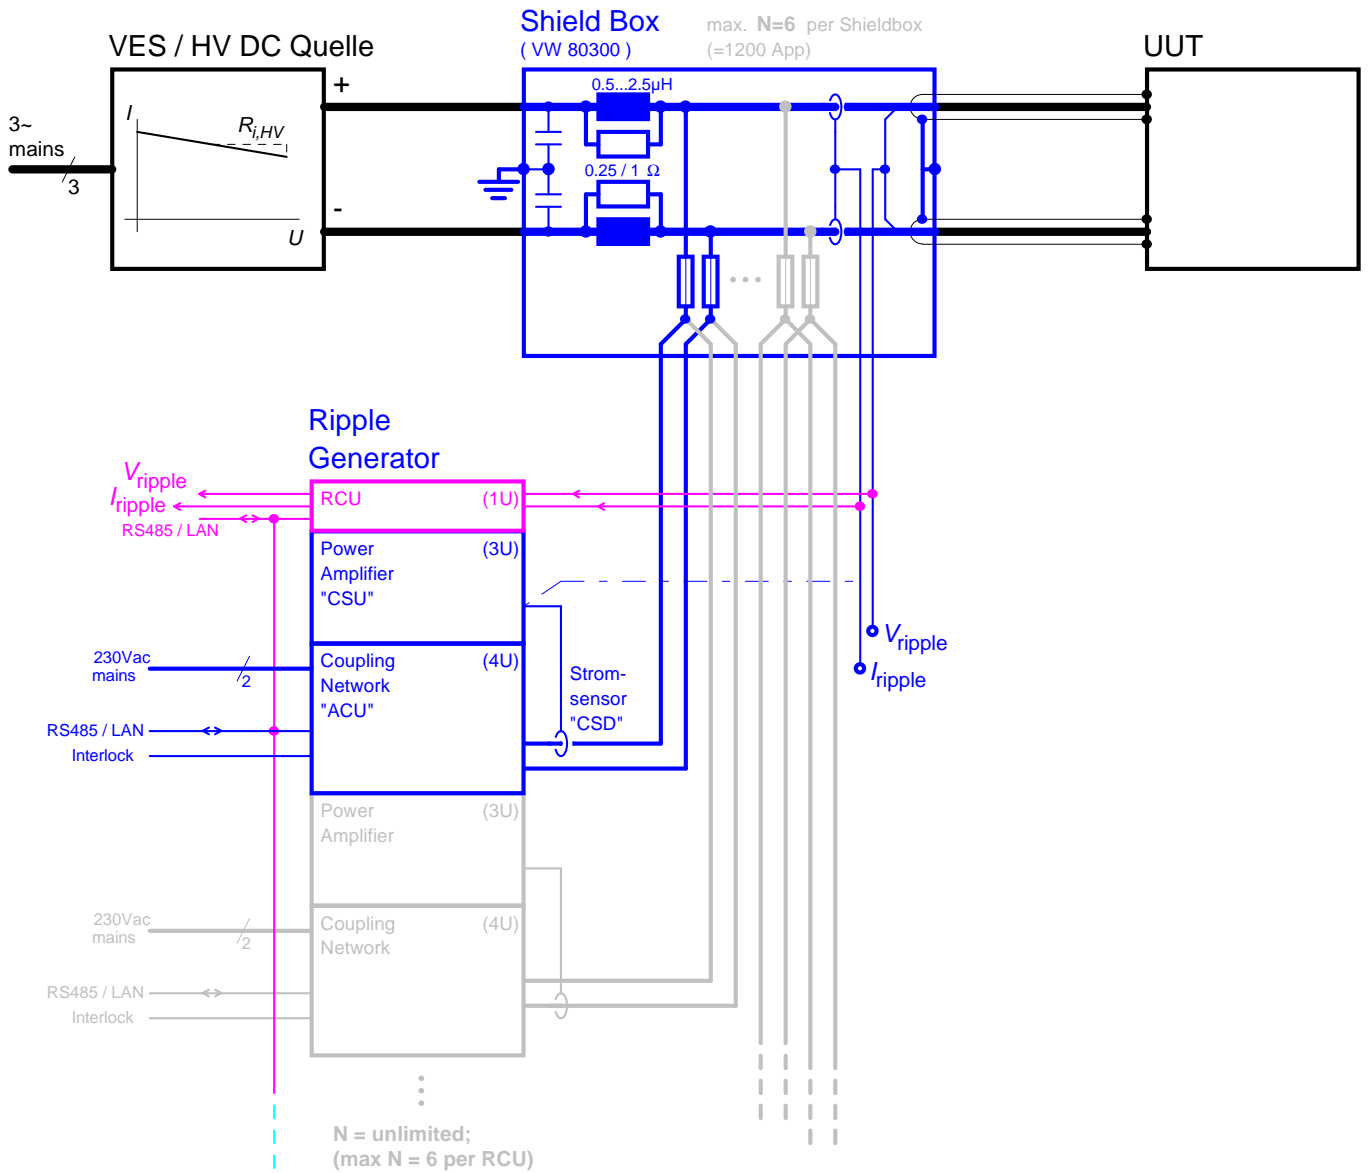 Shield Box
( VW 80300 )
max. N=6 per Shieldbox
(=1200 App)
VES / HV DC Quelle
UUT
+
-
3~
mains
3
I
Ri,HV
U
0.5...2.5µH
0.25 / 1 Ω
Ripple
Generator
Vripple
Iripple
RS485 / LAN
RCU (1U)
Power (3U)
Amplifier
"CSU"
230Vac
mains
2
Coupling (4U)
Network
"ACU"
RS485 / LAN
Interlock
Strom-
sensor
"CSD"
Vripple
Iripple
Power (3U)
Amplifier
230Vac
mains
2
Coupling (4U)
Network
RS485 / LAN
Interlock
N = unlimited;
(max N = 6 per RCU)